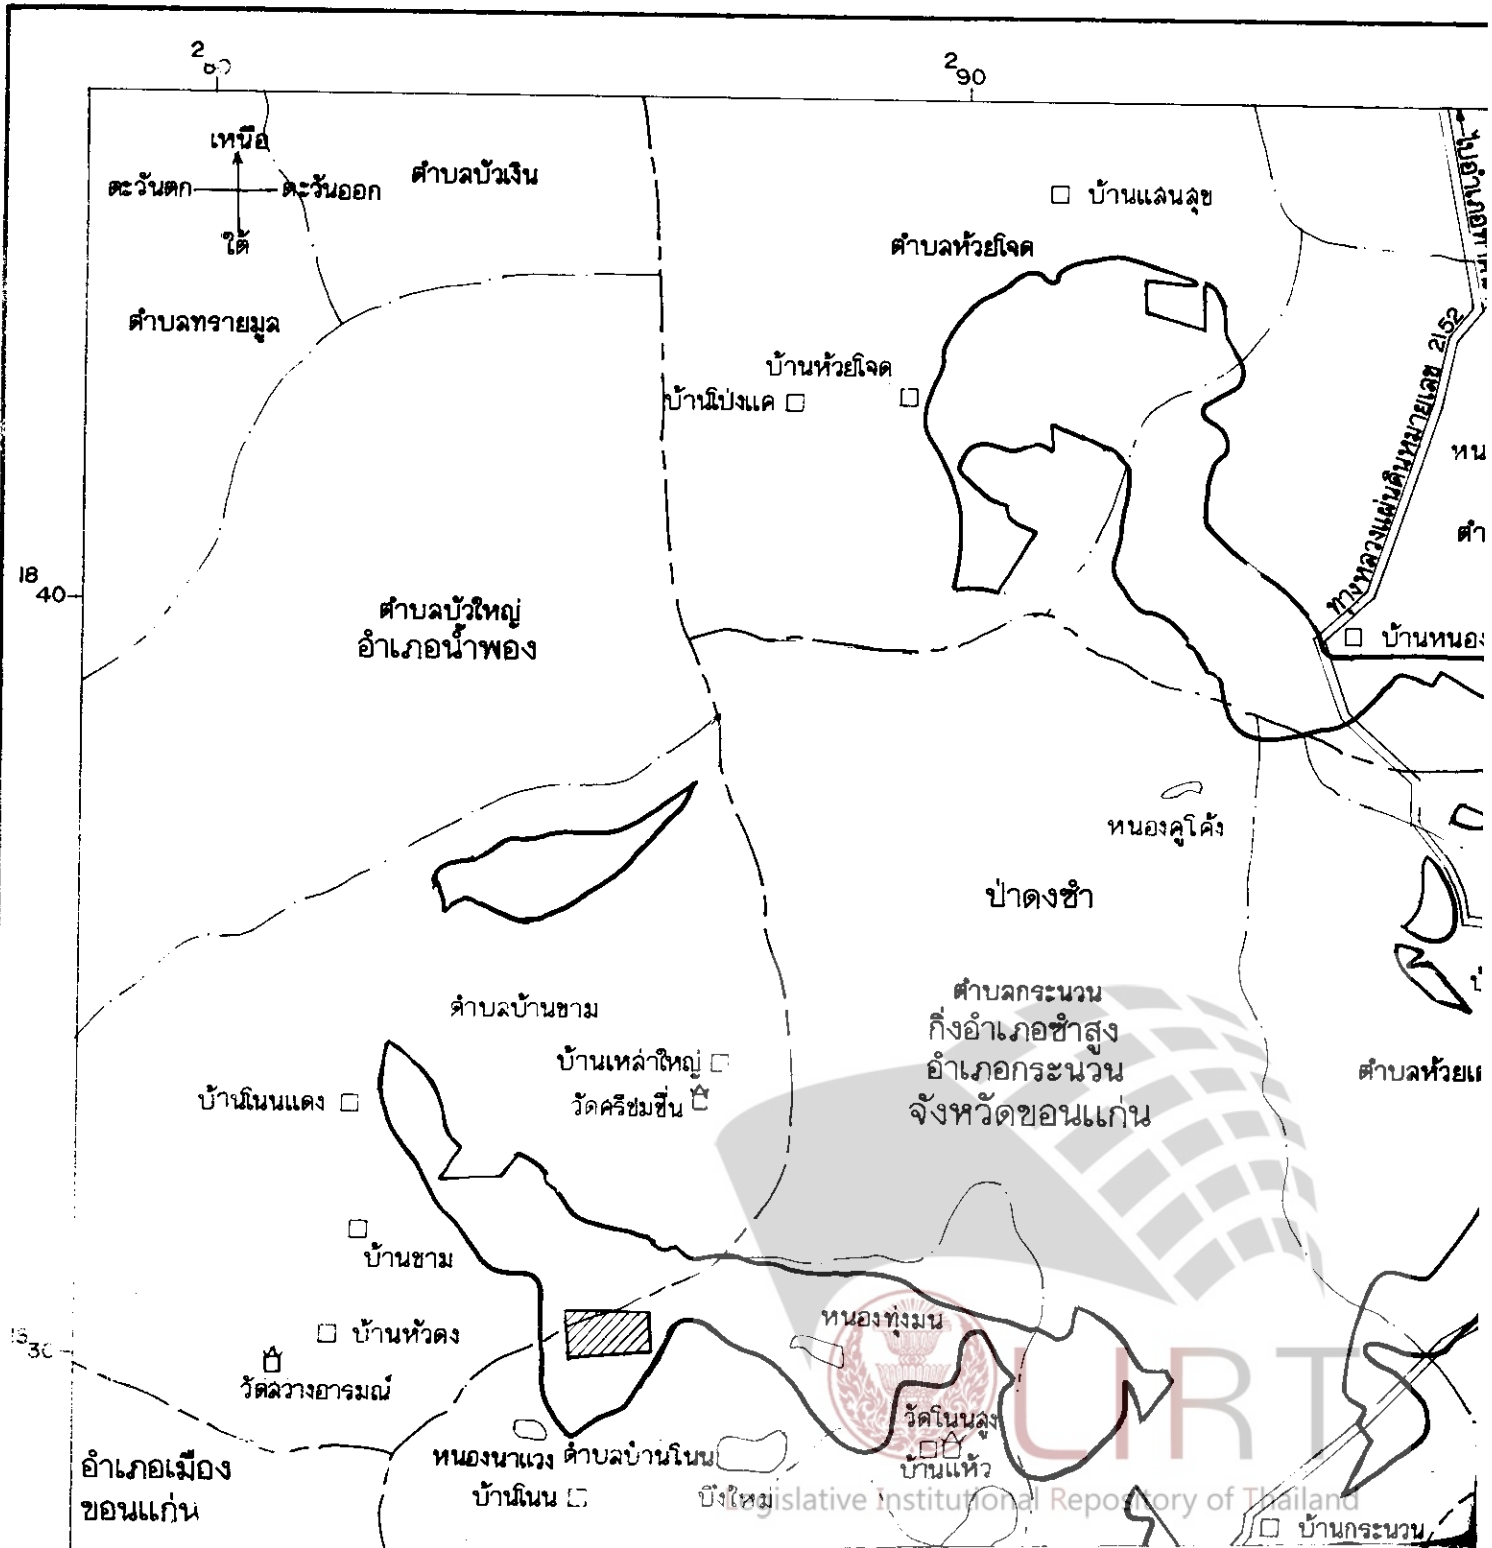 2 80
2 90
เหนือ
ตะวันตก
ตะวันออก
ใต้
ตำบลบัวเงิน
บ้านแสนสุข
ตำบลห้วยโจด
ตำบลทรายมูล
บ้านห้วยโจด
บ้านโป่งแค
ทางหลวงแผ่นดินหมายเลข 2152
18 40
ตำบลบัวใหญ่
อำเภอน้ำพอง
บ้านหนอง
หนองคูโค้ง
ป่าดงซำ
ตำบลบ้านขาม
ตำบลกระนวน
กิ่งอำเภอซำสูง
อำเภอกระนวน
จังหวัดขอนแก่น
บ้านเหล่าใหญ่
วัดศรีชมชื่น
บ้านโนนแดง
บ้านขาม
หนองทุ่งมน
บ้านหัวดง
วัดสว่างอารมณ์
วัดโนนสูง
บ้านแห้ว
หนองนาแวง
ตำบลบ้านโนน
บ้านโนน
บึงใหม่
อำเภอเมือง
ขอนแก่น
บ้านกระนวน
LIRT
Legislative Institutional Repository of Thailand